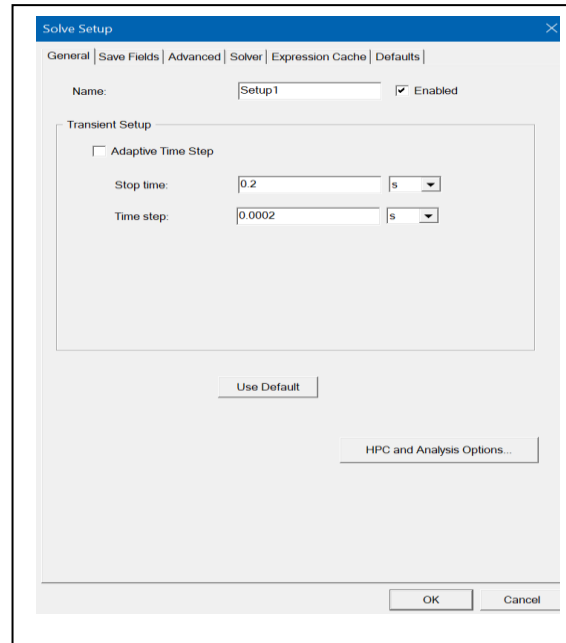 Solve Setup
General Save Fields Advanced Solver Expression Cache Defaults
Name: Setup1 Enabled
Transient Setup
Adaptive Time Step
Stop time: 0.2 s
Time step: 0.0002 s
Use Default
HPC and Analysis Options...
OK Cancel